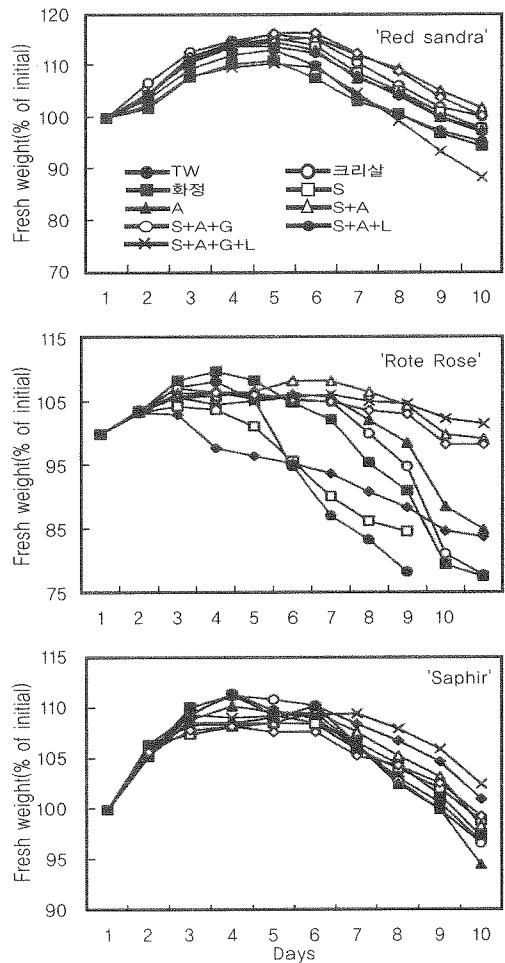 120
110
100
90
80
70
Fresh weight(% of initial)
'Red sandra'
TW
크리살
화정
S
A
S+A
S+A+G
S+A+L
S+A+G+L
1 2 3 4 5 6 7 8 9 10
115
105
95
85
75
Fresh weight(% of initial)
'Rote Rose'
1 2 3 4 5 6 7 8 9 10
115
110
105
100
95
90
Fresh weight(% of initial)
'Saphir'
1 2 3 4 5 6 7 8 9 10
Days